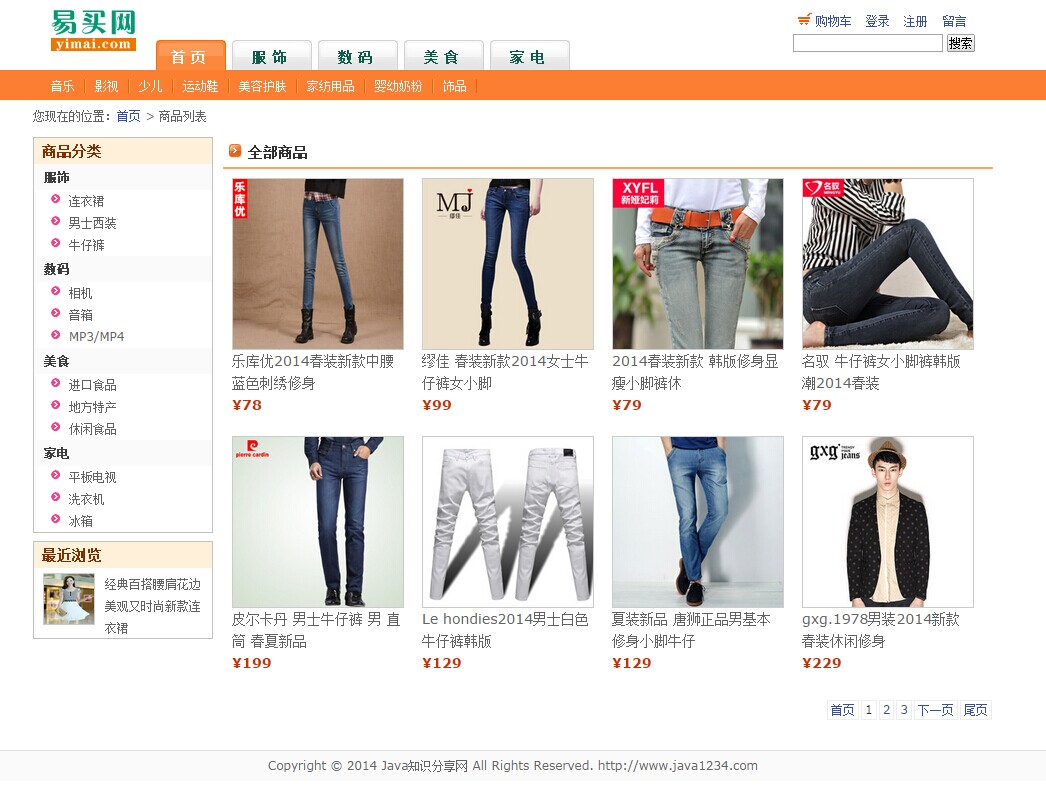 易买网
yimai.com
购物车 登录 注册 留言
搜索
首 页 服 饰 数 码 美 食 家 电
音乐 影视 少儿 运动鞋 美容护肤 家纺用品 婴幼奶粉 饰品
您现在的位置：首页 > 商品列表
商品分类
服饰
连衣裙
男士西装
牛仔裤
数码
相机
音箱
MP3/MP4
美食
进口食品
地方特产
休闲食品
家电
平板电视
洗衣机
冰箱
最近浏览
经典百搭腰肩花边
美观又时尚新款连
衣裙
全部商品
乐库优
乐库优2014春装新款中腰
蓝色刺绣修身
¥78
MJ
缪佳
缪佳 春装新款2014女士牛
仔裤女小脚
¥99
XYFL
新娅妃莉
2014春装新款 韩版修身显
瘦小脚裤休
¥79
名驭
MINGYU
名驭 牛仔裤女小脚裤韩版
潮2014春装
¥79
pierre cardin
皮尔卡丹 男士牛仔裤 男 直
筒 春夏新品
¥199
Le hondies2014男士白色
牛仔裤韩版
¥129
夏装新品 唐狮正品男基本
修身小脚牛仔
¥129
gxg jeans
gxg.1978男装2014新款
春装休闲修身
¥229
首页 1 2 3 下一页 尾页
Copyright © 2014 Java知识分享网 All Rights Reserved. http://www.java1234.com